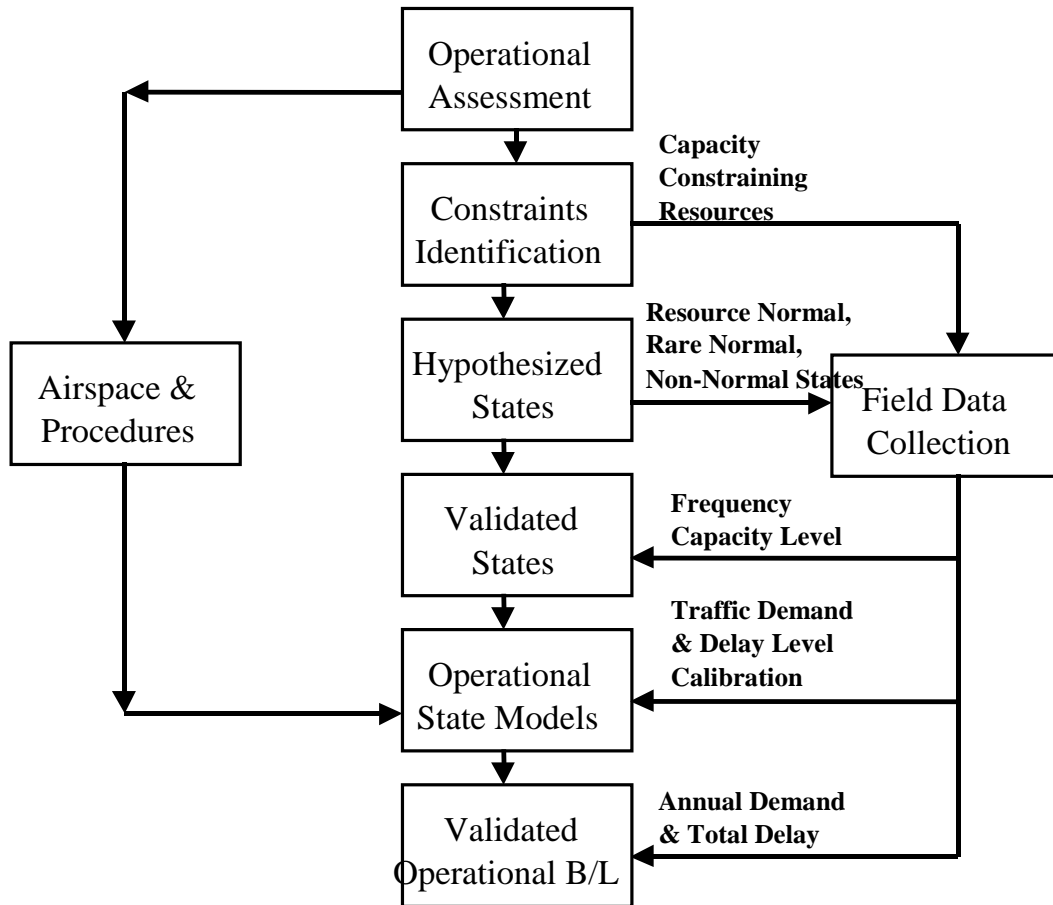 Operational
Assessment
Capacity
Constraining
Resources
Constraints
Identification
Resource Normal,
Rare Normal,
Non-Normal States
Airspace &
Procedures
Hypothesized
States
Field Data
Collection
Validated
States
Frequency
Capacity Level
Traffic Demand
& Delay Level
Calibration
Operational
State Models
Annual Demand
& Total Delay
Validated
Operational B/L